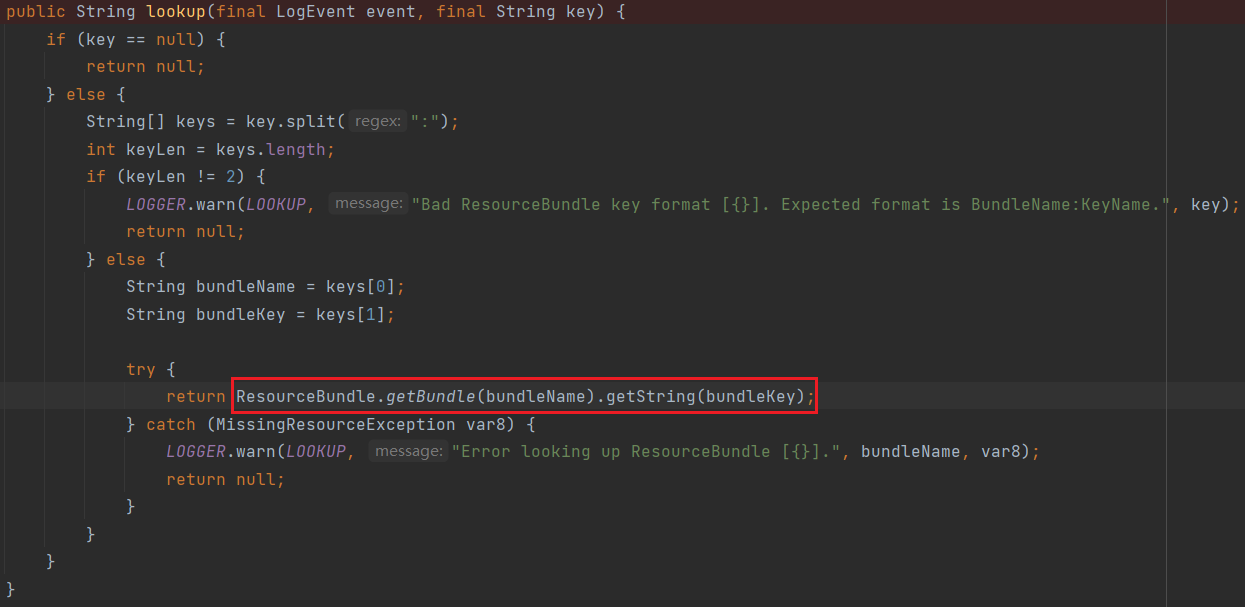 public String lookup(final LogEvent event, final String key) {
    if (key == null) {
        return null;
    } else {
        String[] keys = key.split( regex: ":");
        int keyLen = keys.length;
        if (keyLen != 2) {
            LOGGER.warn(LOOKUP, message: "Bad ResourceBundle key format [{}]. Expected format is BundleName:KeyName.", key);
            return null;
        } else {
            String bundleName = keys[0];
            String bundleKey = keys[1];
            try {
                return ResourceBundle.getBundle(bundleName).getString(bundleKey);
            } catch (MissingResourceException var8) {
                LOGGER.warn(LOOKUP, message: "Error looking up ResourceBundle [{}].", bundleName, var8);
                return null;
            }
        }
    }
}